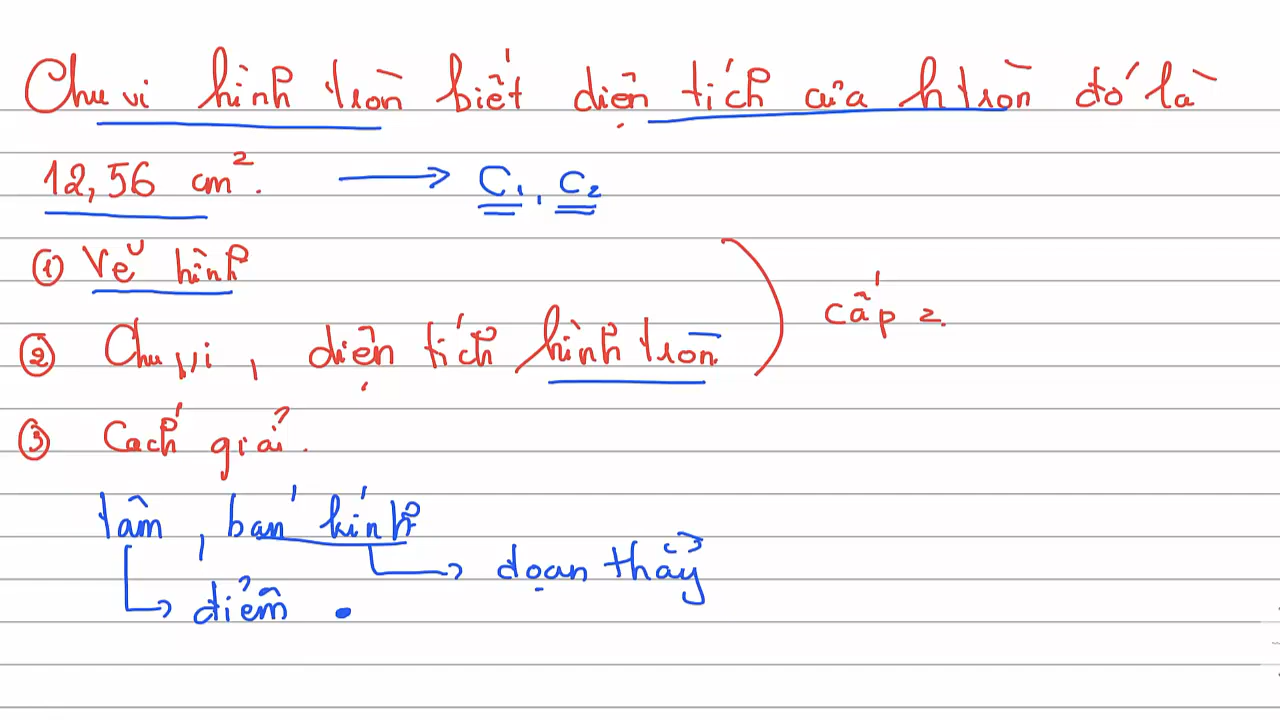 Chu vi hình tròn biết diện tích của htròn đó là
12,56 cm². → C₁, C₂
① Vẽ hình
② Chu vi, diện tích hình tròn.
cấp 2.
③ Cách giải.
tâm, bán kính
→ đoạn thẳng
→ điểm •